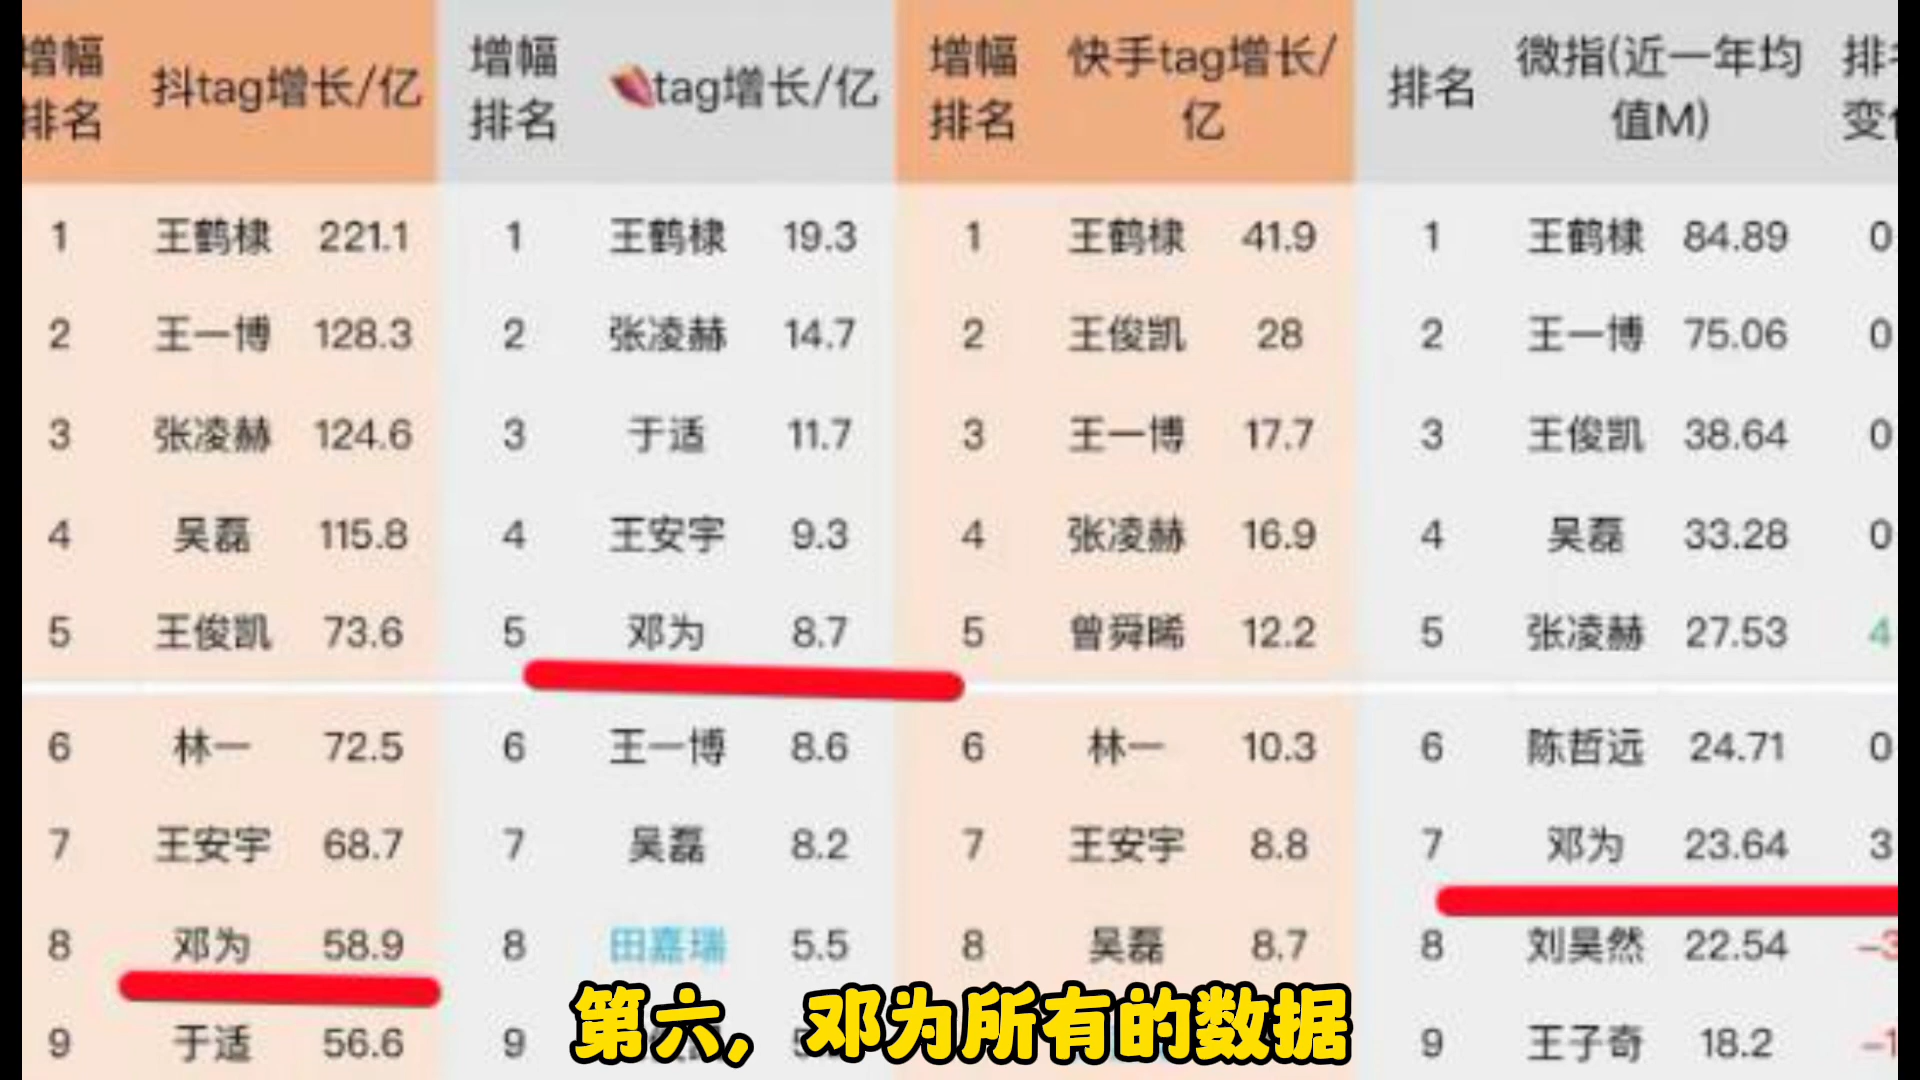 增幅排名 抖tag增长/亿 增幅排名 🍠tag增长/亿 增幅排名 快手tag增长/亿 排名 微指(近一年均值M)
1 王鹤棣 221.1 1 王鹤棣 19.3 1 王鹤棣 41.9 1 王鹤棣 84.89 0
2 王一博 128.3 2 张凌赫 14.7 2 王俊凯 28 2 王一博 75.06 0
3 张凌赫 124.6 3 于适 11.7 3 王一博 17.7 3 王俊凯 38.64 0
4 吴磊 115.8 4 王安宇 9.3 4 张凌赫 16.9 4 吴磊 33.28 0
5 王俊凯 73.6 5 邓为 8.7 5 曾舜晞 12.2 5 张凌赫 27.53 4
6 林一 72.5 6 王一博 8.6 6 林一 10.3 6 陈哲远 24.71 0
7 王安宇 68.7 7 吴磊 8.2 7 王安宇 8.8 7 邓为 23.64 3
8 邓为 58.9 8 田嘉瑞 5.5 8 吴磊 8.7 8 刘昊然 22.54
9 于适 56.6 9 9 王子奇 18.2
第六，邓为所有的数据